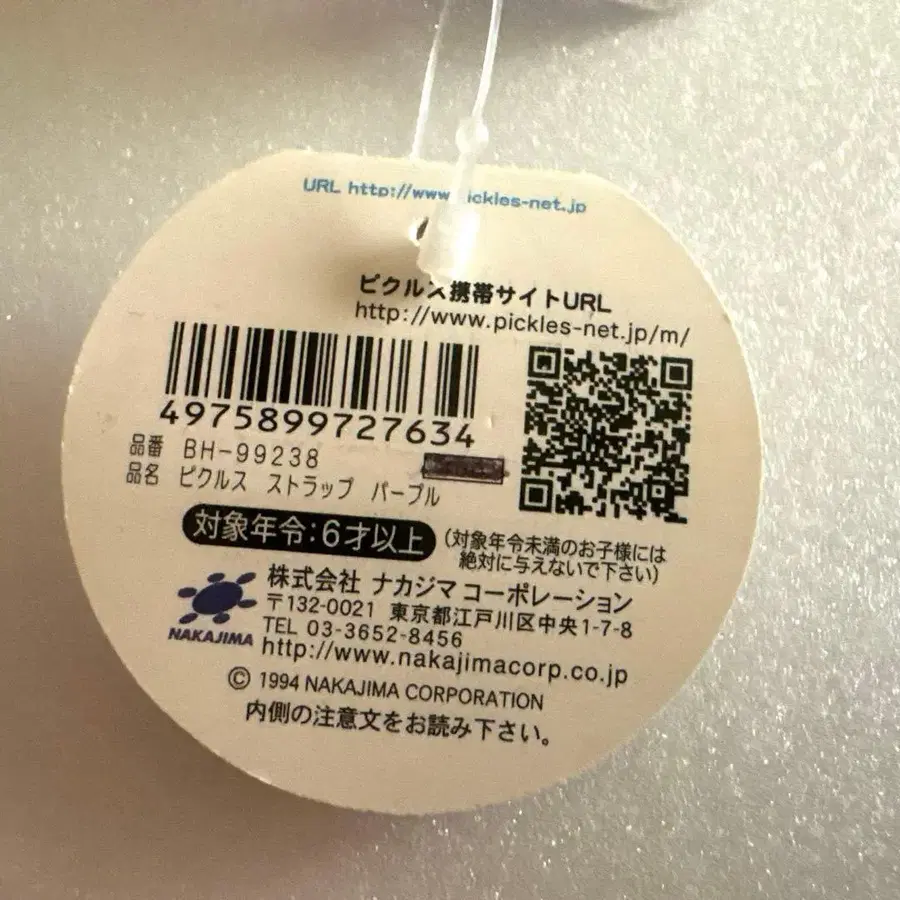 URL http://www.pickles-net.jp
ピクルス携帯サイトURL
http://www.pickles-net.jp/m/
4975899727634
品番 BH-99238
品名 ピクルス ストラップ パープル
対象年令:6才以上 (対象年令未満のお子様には
絶対に与えないで下さい)
株式会社 ナカジマ コーポレーション
〒132-0021 東京都江戸川区中央1-7-8
TEL 03-3652-8456
NAKAJIMA http://www.nakajimacorp.co.jp
© 1994 NAKAJIMA CORPORATION
内側の注意文をお読み下さい。